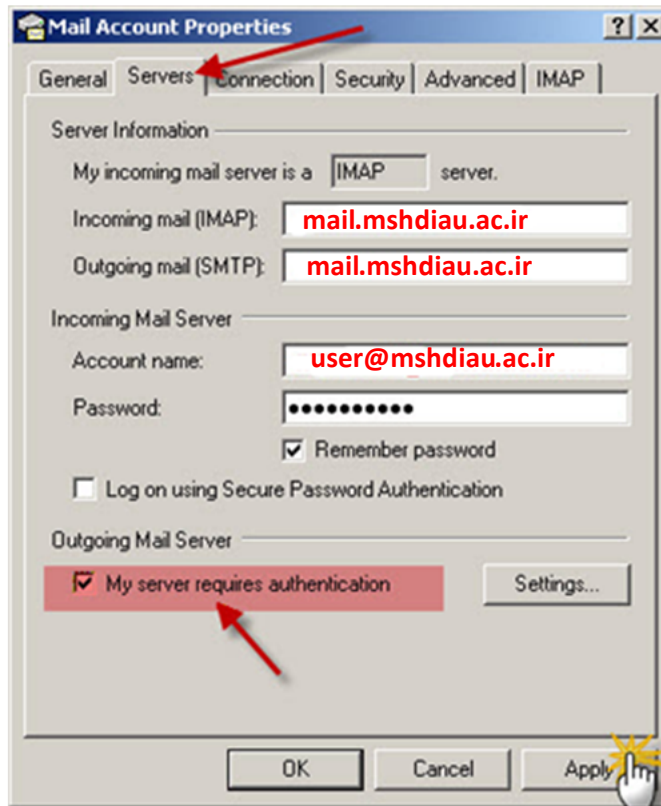 Mail Account Properties
General Servers Connection Security Advanced IMAP
Server Information
My incoming mail server is a IMAP server.
Incoming mail (IMAP): mail.mshdiau.ac.ir
Outgoing mail (SMTP): mail.mshdiau.ac.ir
Incoming Mail Server
Account name: user@mshdiau.ac.ir
Password: ●●●●●●●●●●
Remember password
Log on using Secure Password Authentication
Outgoing Mail Server
My server requires authentication Settings...
OK Cancel Apply